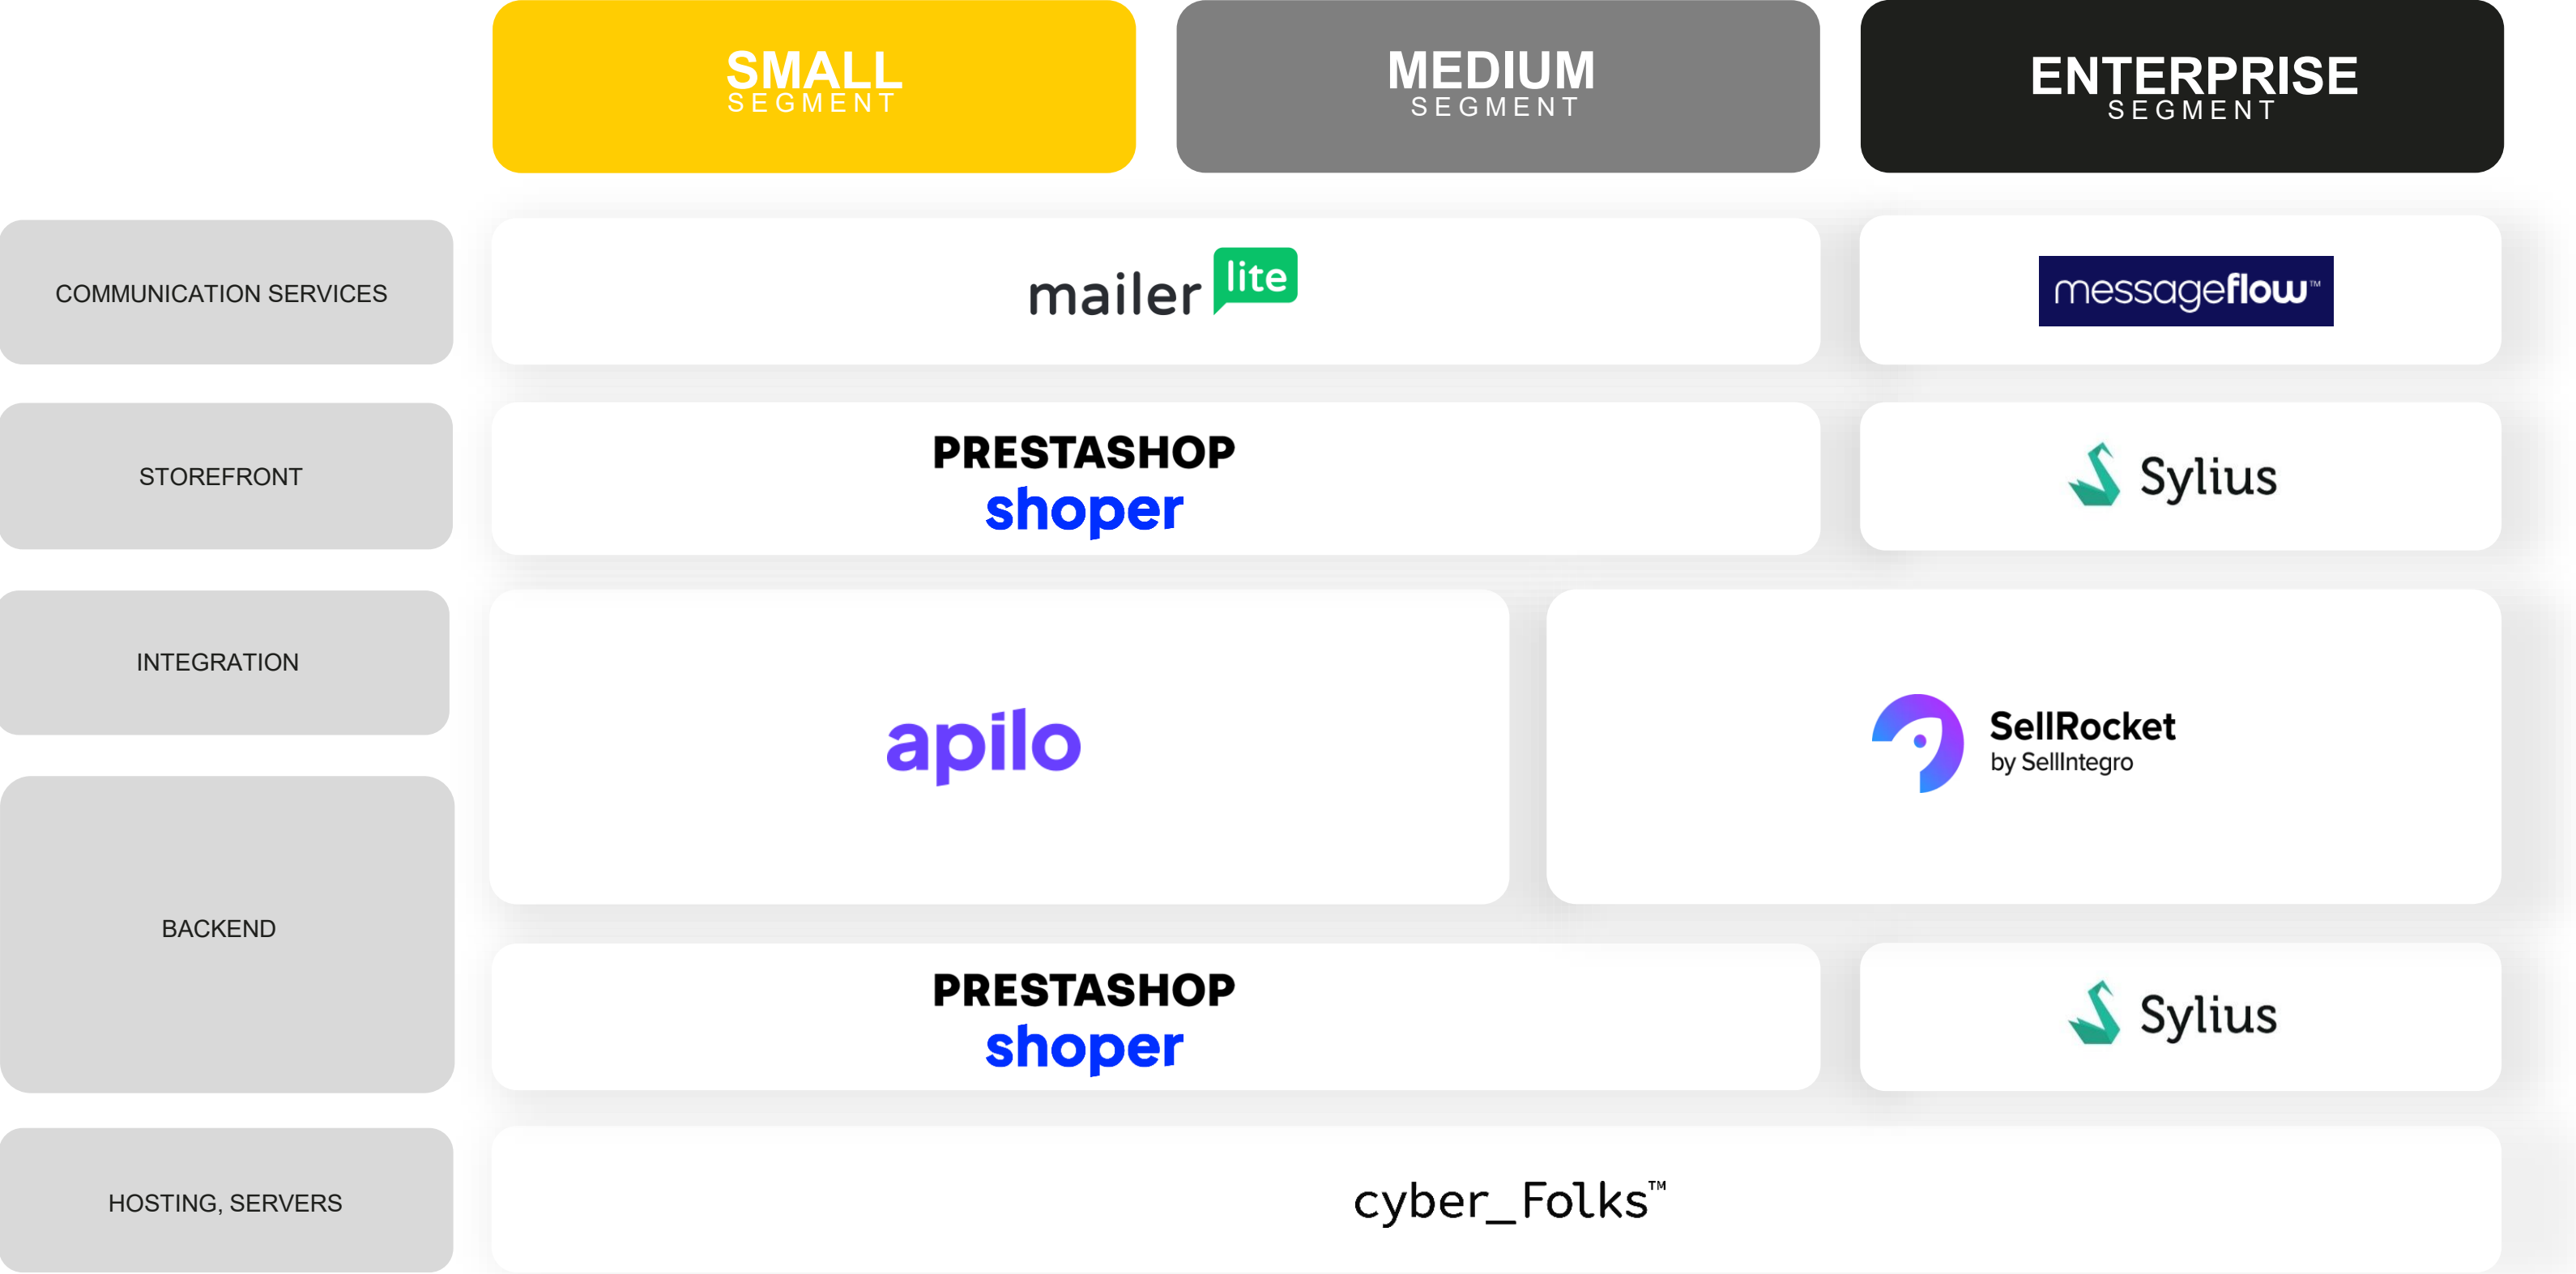 SMALL
SEGMENT
MEDIUM
SEGMENT
ENTERPRISE
SEGMENT
COMMUNICATION SERVICES
mailer lite
messageflow™
STOREFRONT
PRESTASHOP
shoper
Sylius
INTEGRATION
apilo
SellRocket
by SellIntegro
BACKEND
PRESTASHOP
shoper
Sylius
HOSTING, SERVERS
cyber_Folks™